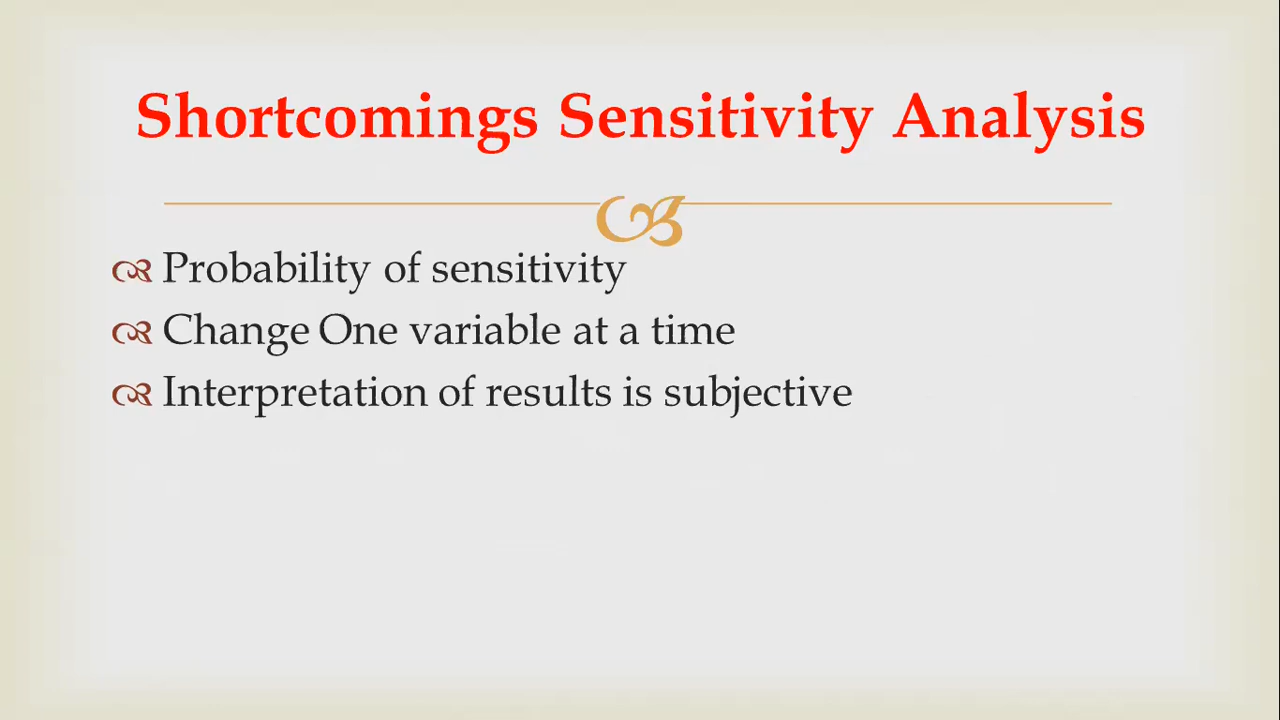 Shortcomings Sensitivity Analysis
Probability of sensitivity
Change One variable at a time
Interpretation of results is subjective